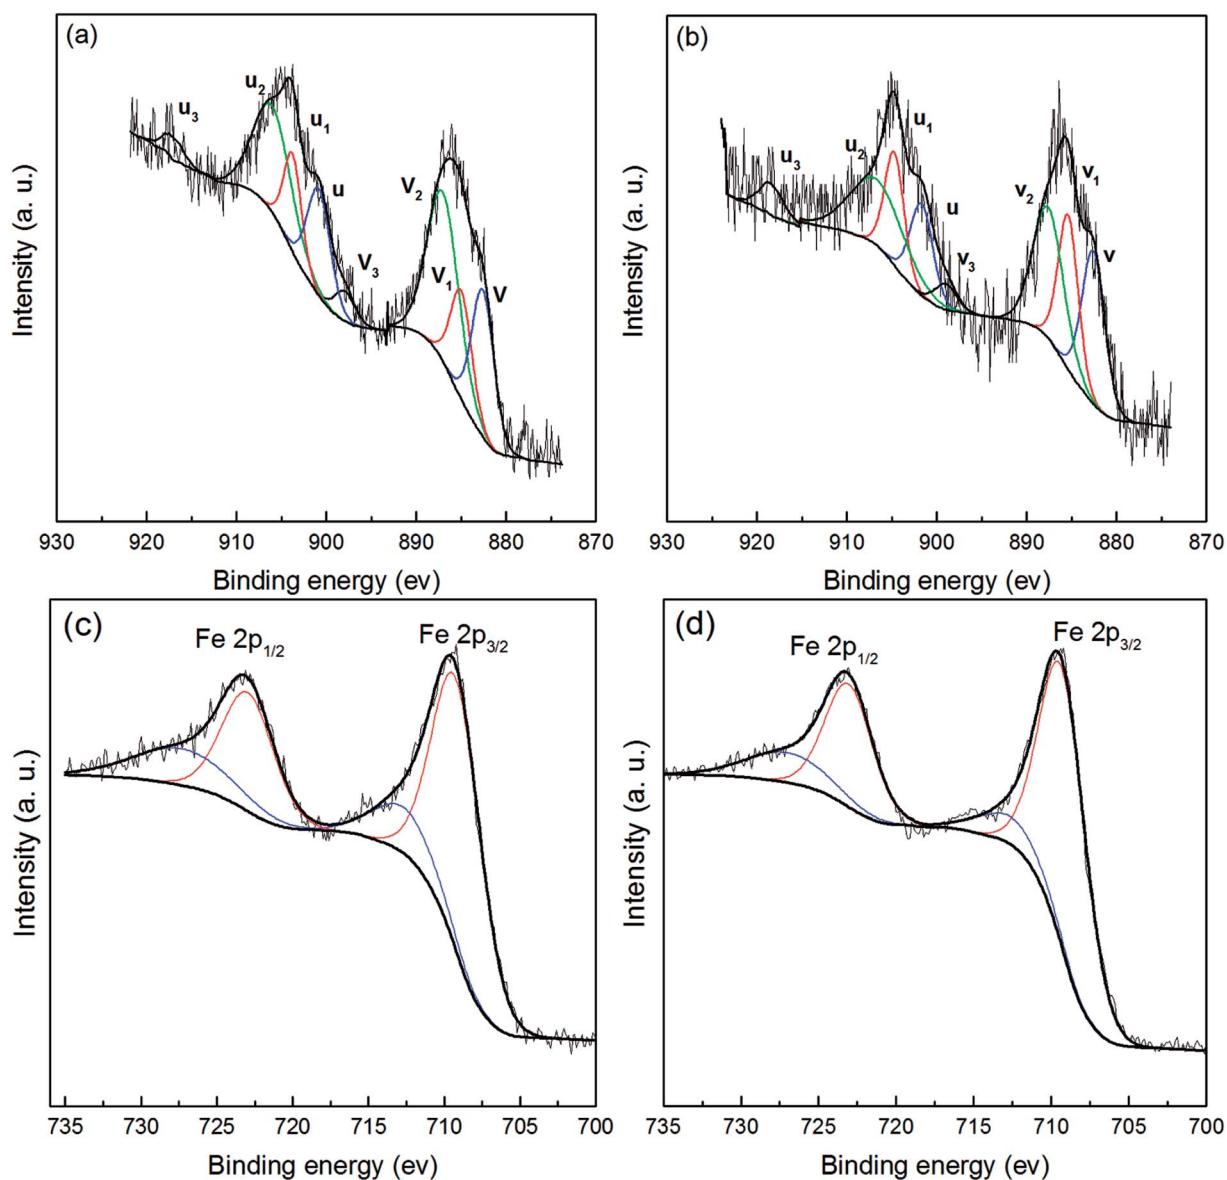 (a)
u3
u2
u1
u
V3
V2
V1
V
Intensity (a. u.)
930 920 910 900 890 880 870
Binding energy (ev)
(b)
u3
u2
u1
u
v3
v2
v1
v
Intensity (a. u.)
930 920 910 900 890 880 870
Binding energy (ev)
(c)
Fe 2p1/2
Fe 2p3/2
Intensity (a. u.)
735 730 725 720 715 710 705 700
Binding energy (ev)
(d)
Fe 2p1/2
Fe 2p3/2
Intensity (a. u.)
735 730 725 720 715 710 705 700
Binding energy (ev)